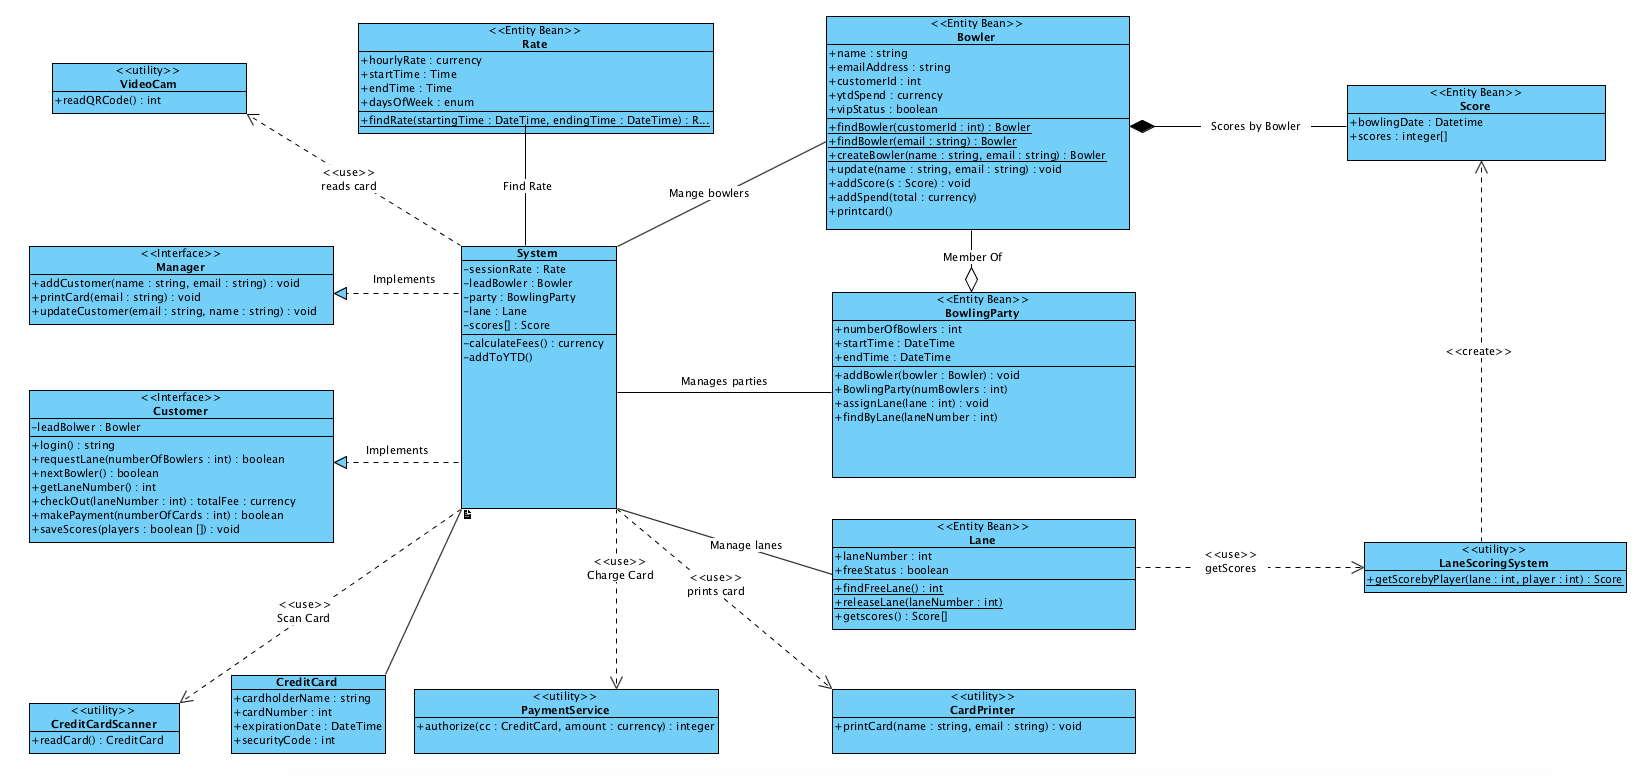 <<utility>>
VideoCam
+readQRCode() : int
<<Entity Bean>>
Rate
+hourlyRate : currency
+startTime : Time
+endTime : Time
+daysOfWeek : enum
+findRate(startingTime : DateTime, endingTime : DateTime) : R...
<<Entity Bean>>
Bowler
+name : string
+emailAddress : string
+customerId : int
+ytdSpend : currency
+vipStatus : boolean
+findBowler(customerId : int) : Bowler
+findBowler(email : string) : Bowler
+createBowler(name : string, email : string) : Bowler
+update(name : string, email : string) : void
+addScore(s : Score) : void
+addSpend(total : currency)
+printcard()
Scores by Bowler
<<Entity Bean>>
Score
+bowlingDate : Datetime
+scores : integer[]
<<use>>
reads card
Find Rate
Mange bowlers
Member Of
<<Interface>>
Manager
+addCustomer(name : string, email : string) : void
+printCard(email : string) : void
+updateCustomer(email : string, name : string) : void
Implements
System
-sessionRate : Rate
-leadBowler : Bowler
-party : BowlingParty
-lane : Lane
-scores[] : Score
-calculateFees() : currency
-addToYTD()
<<Entity Bean>>
BowlingParty
+numberOfBowlers : int
+startTime : DateTime
+endTime : DateTime
+addBowler(bowler : Bowler) : void
+BowlingParty(numBowlers : int)
+assignLane(lane : int) : void
+findByLane(laneNumber : int)
Manages parties
<<create>>
<<Interface>>
Customer
-leadBolwer : Bowler
+login() : string
+requestLane(numberOfBowlers : int) : boolean
+nextBowler() : boolean
+getLaneNumber() : int
+checkOut(laneNumber : int) : totalFee : currency
+makePayment(numberOfCards : int) : boolean
+saveScores(players : boolean []) : void
Implements
Manage lanes
<<Entity Bean>>
Lane
+laneNumber : int
+freeStatus : boolean
+findFreeLane() : int
+releaseLane(laneNumber : int)
+getscores() : Score[]
<<use>>
getScores
<<utility>>
LaneScoringSystem
+getScorebyPlayer(lane : int, player : int) : Score
<<use>>
Charge Card
<<use>>
prints card
<<use>>
Scan Card
<<utility>>
CreditCardScanner
+readCard() : CreditCard
CreditCard
+cardholderName : string
+cardNumber : int
+expirationDate : DateTime
+securityCode : int
<<utility>>
PaymentService
+authorize(cc : CreditCard, amount : currency) : integer
<<utility>>
CardPrinter
+printCard(name : string, email : string) : void